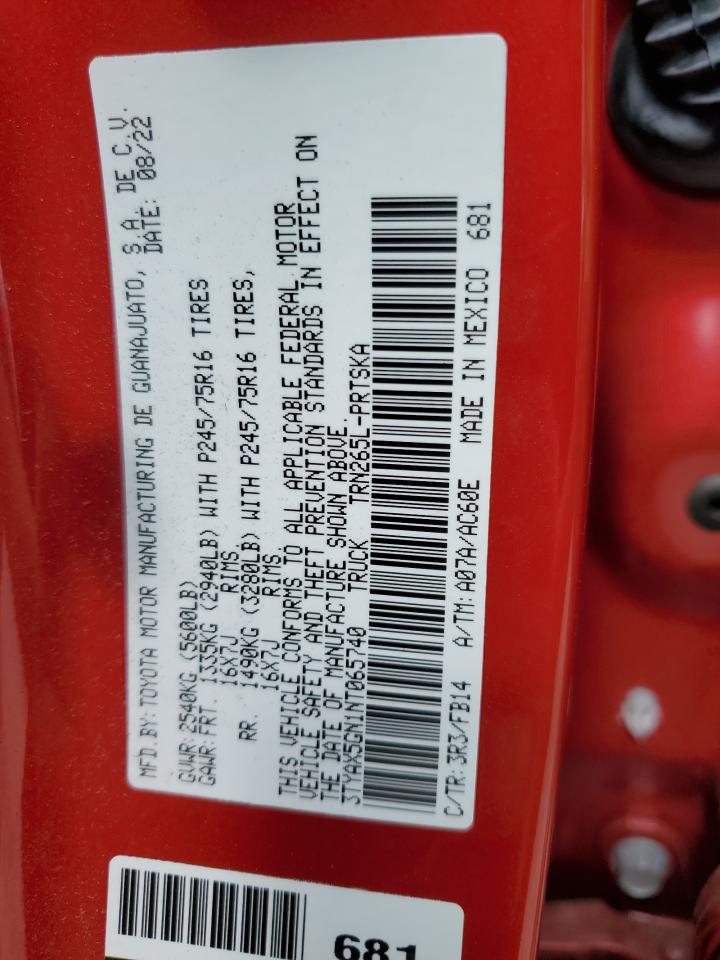 MFD.BY: TOYOTA MOTOR MANUFACTURING DE GUANAJUATO, S.A. DE C.V.
DATE: 08/22
GVWR: 2540KG (5600LB)
GAWR: FRT. 1335KG (2940LB) WITH P245/75R16 TIRES
16X7J RIMS
RR. 1490KG (3280LB) WITH P245/75R16 TIRES,
16X7J RIMS
THIS VEHICLE CONFORMS TO ALL APPLICABLE FEDERAL MOTOR
VEHICLE SAFETY AND THEFT PREVENTION STANDARDS IN EFFECT ON
THE DATE OF MANUFACTURE SHOWN ABOVE.
3TYAX5GN1NT065740 TRUCK TRN265L-PRTSKA
C/TR: 3R3/FB14 A/TM: A07A/AC60E MADE IN MEXICO 681
681